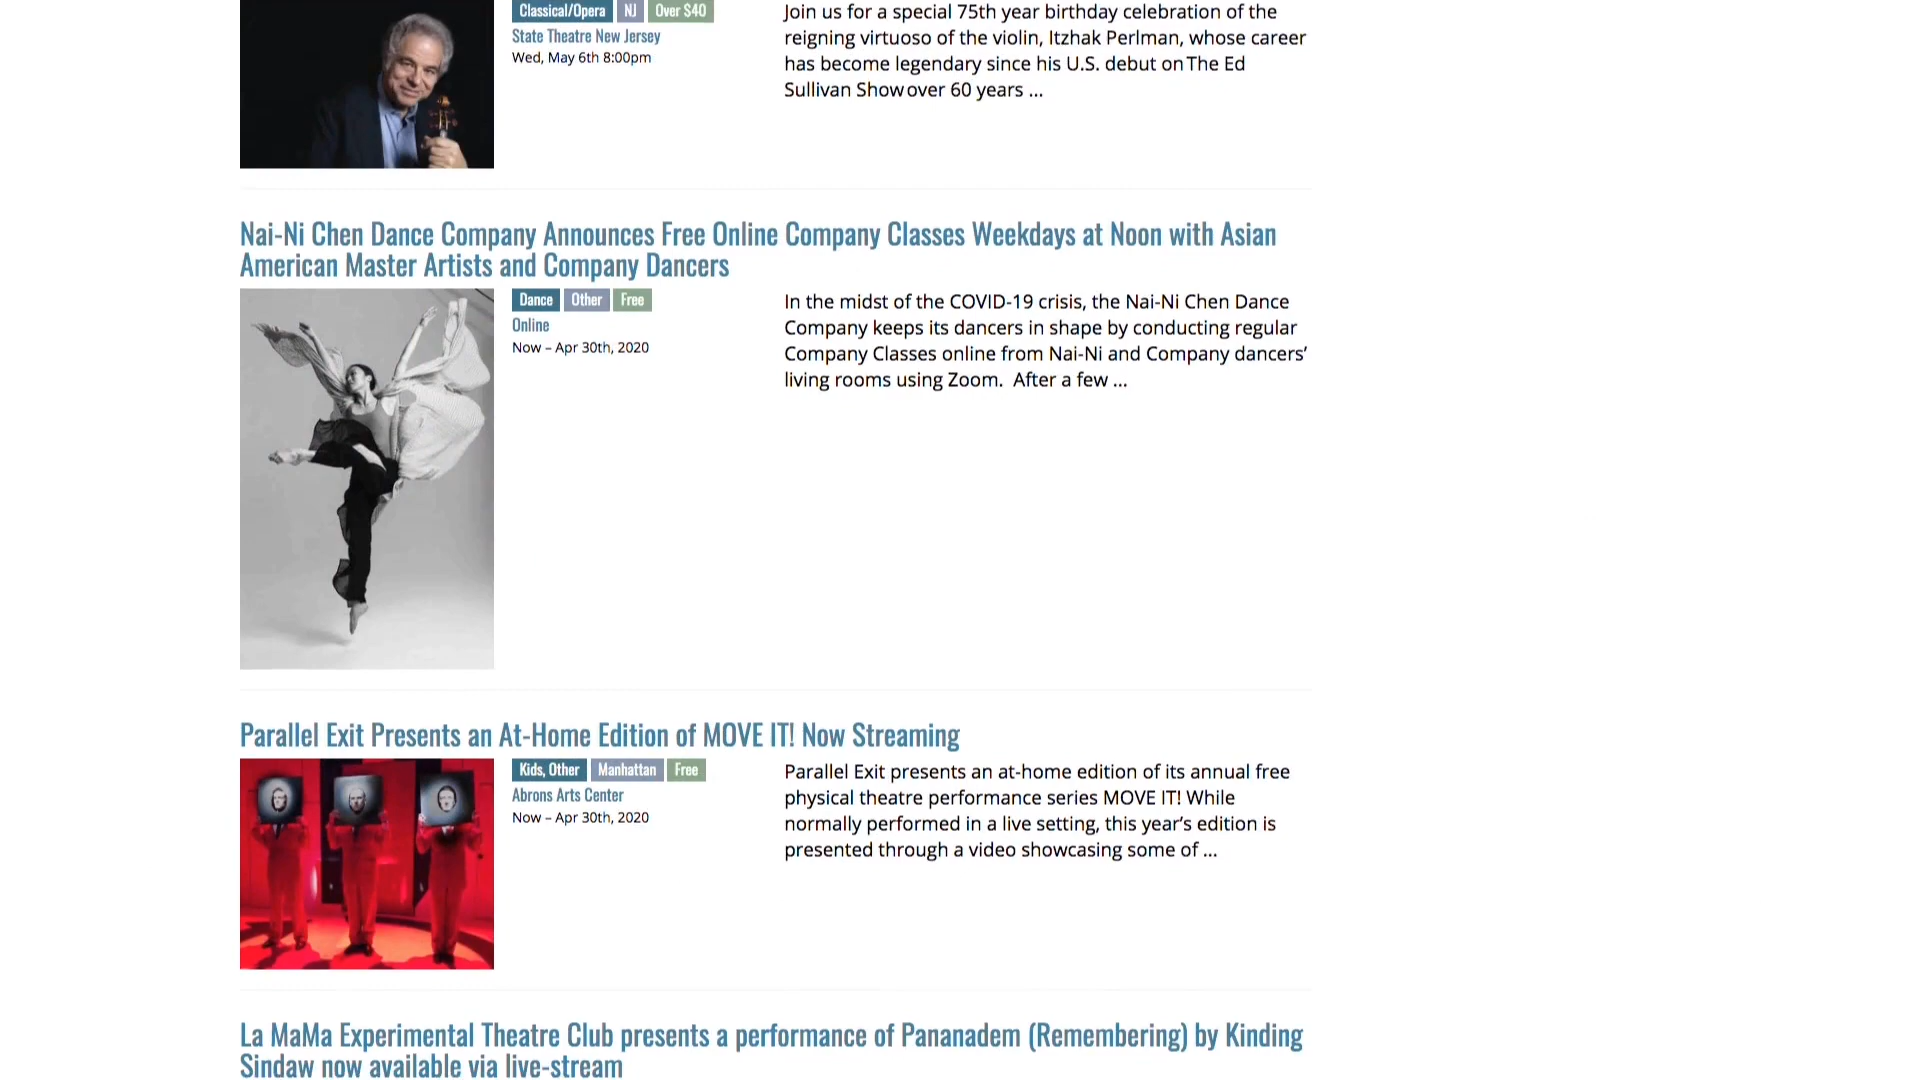 Classical/Opera NJ Over $40
State Theatre New Jersey
Wed, May 6th 8:00pm
Join us for a special 75th year birthday celebration of the
reigning virtuoso of the violin, Itzhak Perlman, whose career
has become legendary since his U.S. debut on The Ed
Sullivan Show over 60 years ...
Nai-Ni Chen Dance Company Announces Free Online Company Classes Weekdays at Noon with Asian
American Master Artists and Company Dancers
Dance Other Free
Online
Now – Apr 30th, 2020
In the midst of the COVID-19 crisis, the Nai-Ni Chen Dance
Company keeps its dancers in shape by conducting regular
Company Classes online from Nai-Ni and Company dancers’
living rooms using Zoom.  After a few ...
Parallel Exit Presents an At-Home Edition of MOVE IT! Now Streaming
Kids, Other Manhattan Free
Abrons Arts Center
Now – Apr 30th, 2020
Parallel Exit presents an at-home edition of its annual free
physical theatre performance series MOVE IT! While
normally performed in a live setting, this year’s edition is
presented through a video showcasing some of ...
La MaMa Experimental Theatre Club presents a performance of Pananadem (Remembering) by Kinding
Sindaw now available via live-stream